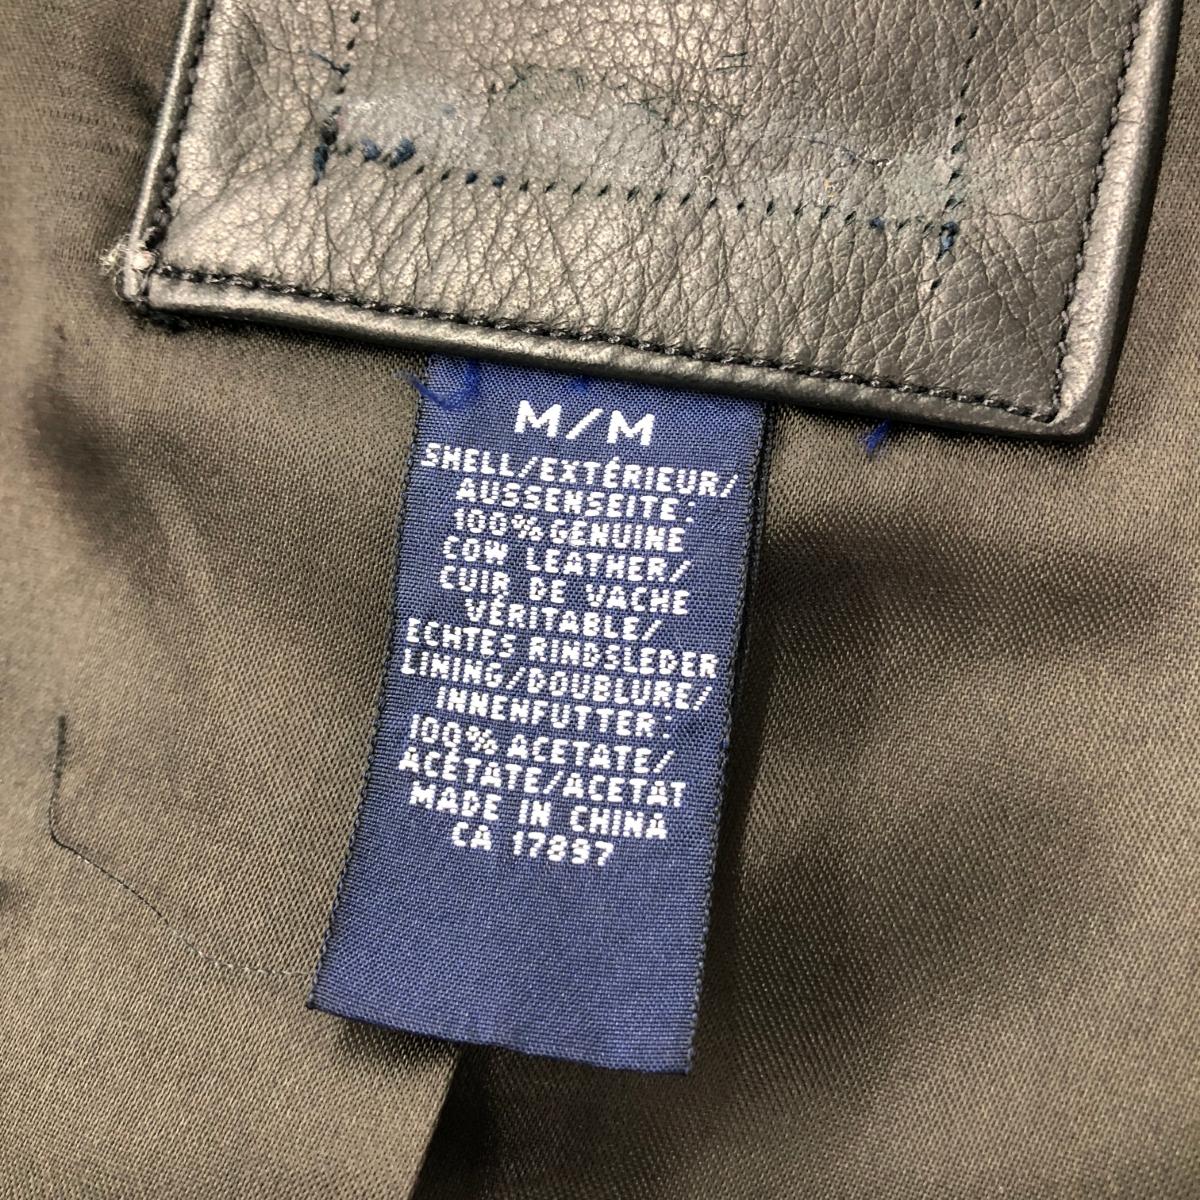 M/M
SHELL/EXTÉRIEUR/
AUSSENSEITE:
100% GENUINE
COW LEATHER/
CUIR DE VACHE
VÉRITABLE/
ECHTES RINDSLEDER
LINING/DOUBLURE/
INNENFUTTER:
100% ACETATE/
ACÉTATE/ACETAT
MADE IN CHINA
CA 17897